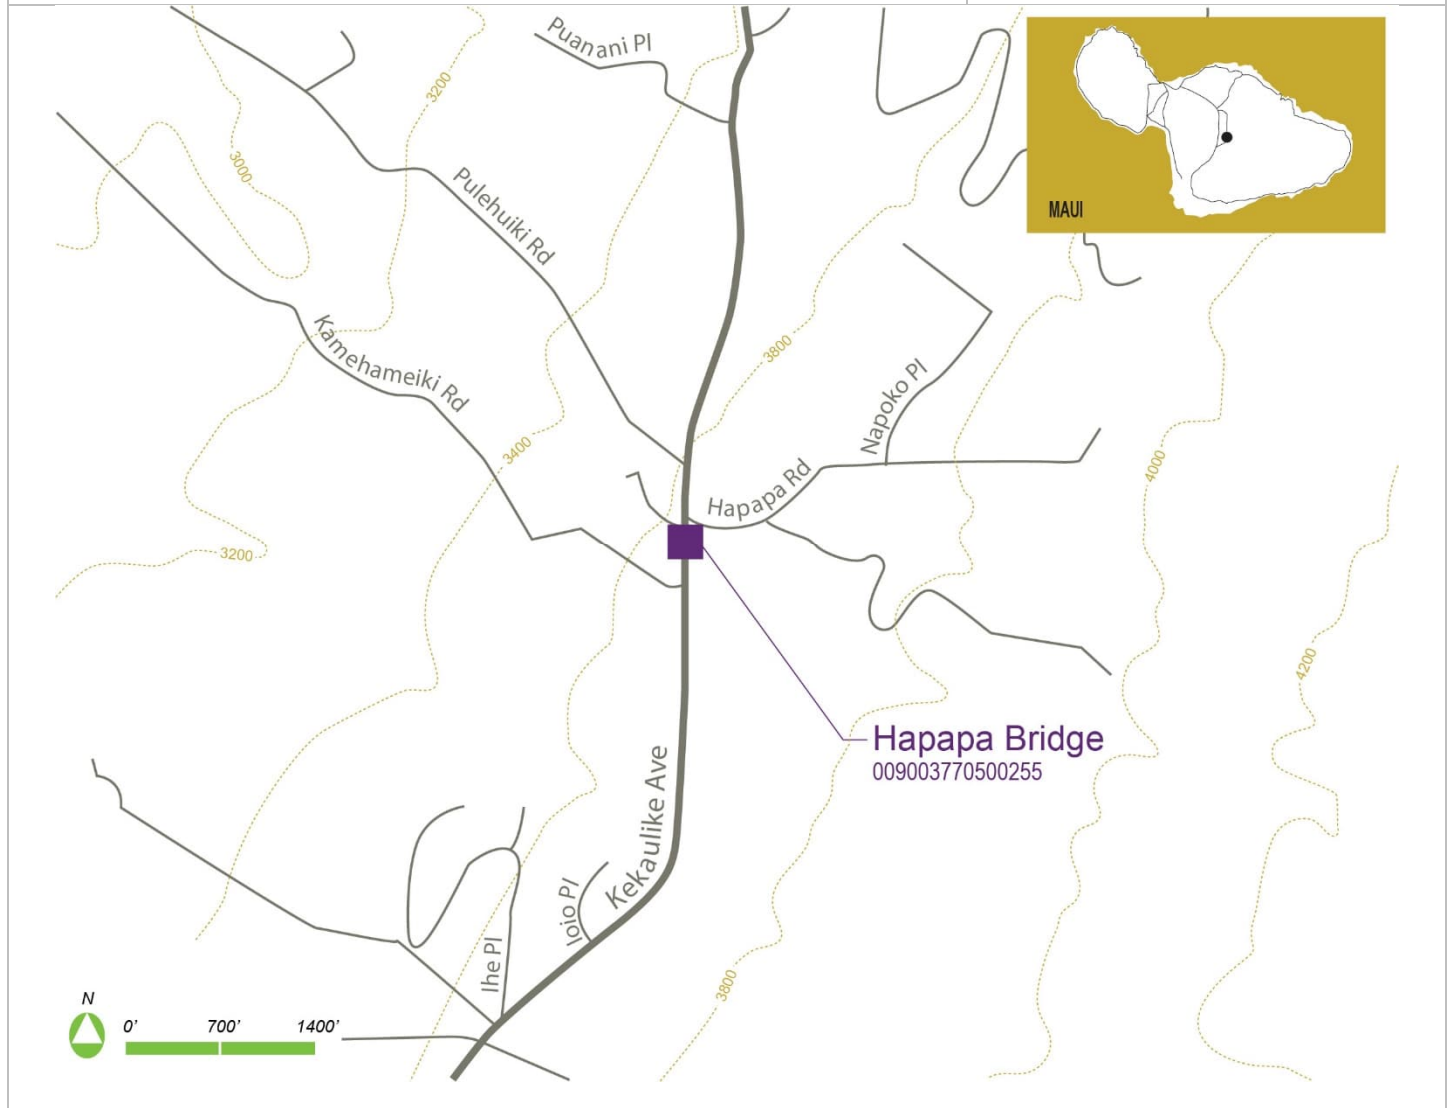 Puanani Pl
3200
3000
MAUI
Pulehuiki Rd
Kamehameiki Rd
3800
Napoko Pl
3400
Hapapa Rd
4000
3200
4200
Hapapa Bridge
009003770500255
Kekaulike Ave
Ioio Pl
Ihe Pl
3800
N
0' 700' 1400'